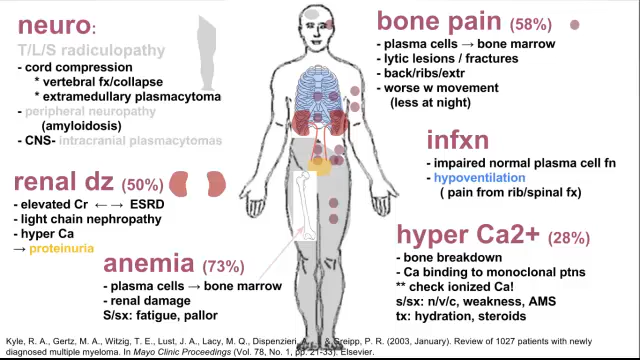 neuro:
T/L/S radiculopathy
- cord compression
* vertebral fx/collapse
* extramedullary plasmacytoma
- peripheral neuropathy
(amyloidosis)
- CNS- intracranial plasmacytomas
renal dz (50%)
- elevated Cr ←→ ESRD
- light chain nephropathy
- hyper Ca
→ proteinuria
anemia (73%)
- plasma cells → bone marrow
- renal damage
S/sx: fatigue, pallor
bone pain (58%)
- plasma cells → bone marrow
- lytic lesions / fractures
- back/ribs/extr
- worse w movement
(less at night)
infxn
- impaired normal plasma cell fn
- hypoventilation
( pain from rib/spinal fx)
hyper Ca2+ (28%)
- bone breakdown
- Ca binding to monoclonal ptns
** check ionized Ca!
s/sx: n/v/c, weakness, AMS
tx: hydration, steroids
Kyle, R. A., Gertz, M. A., Witzig, T. E., Lust, J. A., Lacy, M. Q., Dispenzieri, A., & Greipp, P. R. (2003, January). Review of 1027 patients with newly
diagnosed multiple myeloma. In Mayo Clinic Proceedings (Vol. 78, No. 1, pp. 21-33). Elsevier.